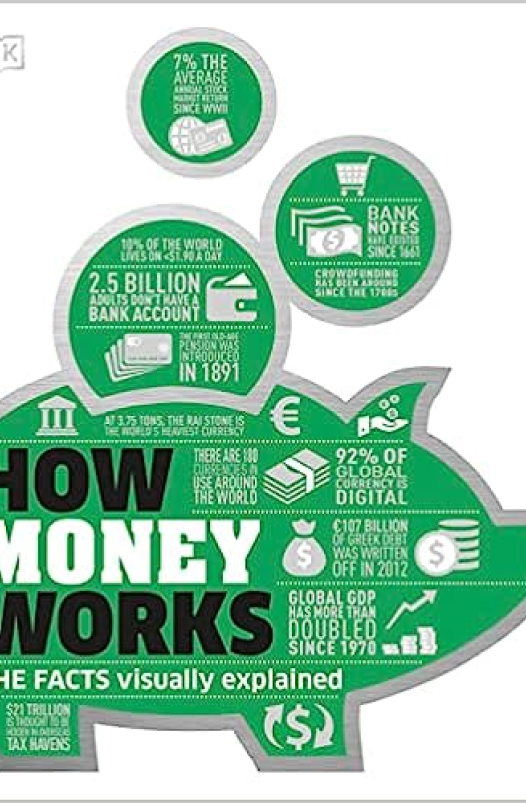 K
7% THE
AVERAGE
ANNUAL STOCK
MARKET RETURN
SINCE WWII
BANK
NOTES
HAVE EXISTED
SINCE 1661
CROWDFUNDING
HAS BEEN AROUND
SINCE THE 1700s
10% OF THE WORLD
LIVES ON <$1.90 A DAY
2.5 BILLION
ADULTS DON'T HAVE A
BANK ACCOUNT
THE FIRST OLD-AGE
PENSION WAS
INTRODUCED
IN 1891
AT 3.75 TONS, THE RAI STONE IS
THE WORLD'S HEAVIEST CURRENCY
€
HOW
MONEY
WORKS
THERE ARE 180
CURRENCIES IN
USE AROUND
THE WORLD
92% OF
GLOBAL
CURRENCY IS
DIGITAL
$
€107 BILLION
OF GREEK DEBT
WAS WRITTEN
OFF IN 2012
$
GLOBAL GDP
HAS MORE THAN
DOUBLED
SINCE 1970
HE FACTS visually explained
$21 TRILLION
IS THOUGHT TO BE
HIDDEN IN OVERSEAS
TAX HAVENS
$